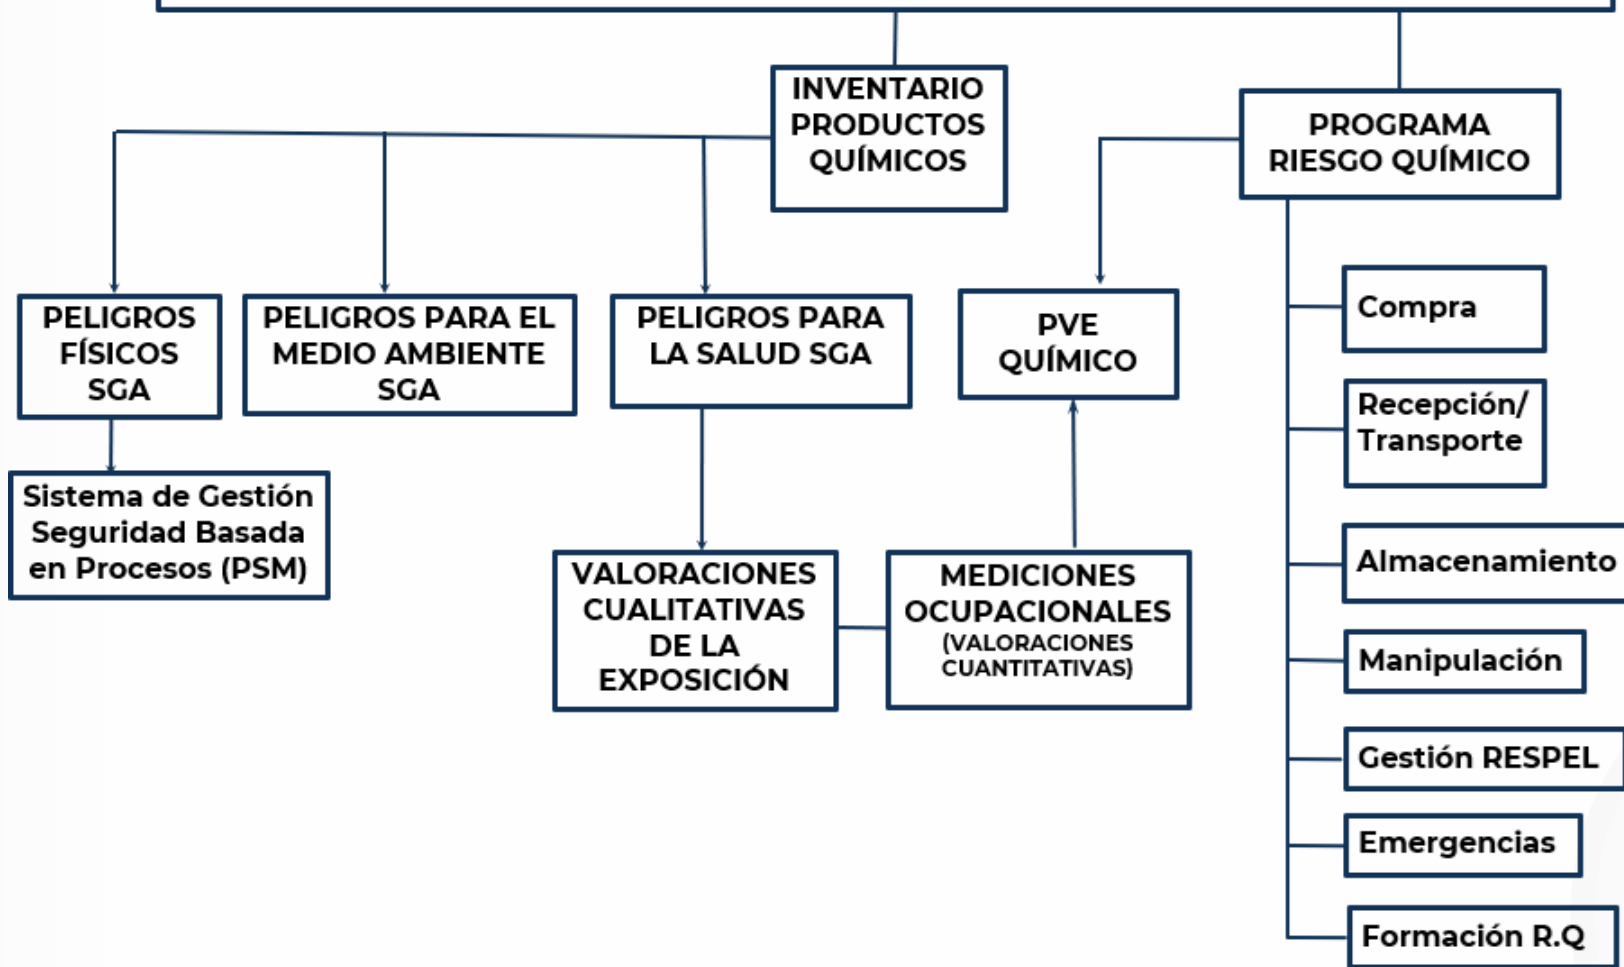 INVENTARIO
PRODUCTOS
QUÍMICOS
PROGRAMA
RIESGO QUÍMICO
PELIGROS
FÍSICOS
SGA
PELIGROS PARA EL
MEDIO AMBIENTE
SGA
PELIGROS PARA
LA SALUD SGA
PVE
QUÍMICO
Sistema de Gestión
Seguridad Basada
en Procesos (PSM)
VALORACIONES
CUALITATIVAS
DE LA
EXPOSICIÓN
MEDICIONES
OCUPACIONALES
(VALORACIONES
CUANTITATIVAS)
Compra
Recepción/
Transporte
Almacenamiento
Manipulación
Gestión RESPEL
Emergencias
Formación R.Q